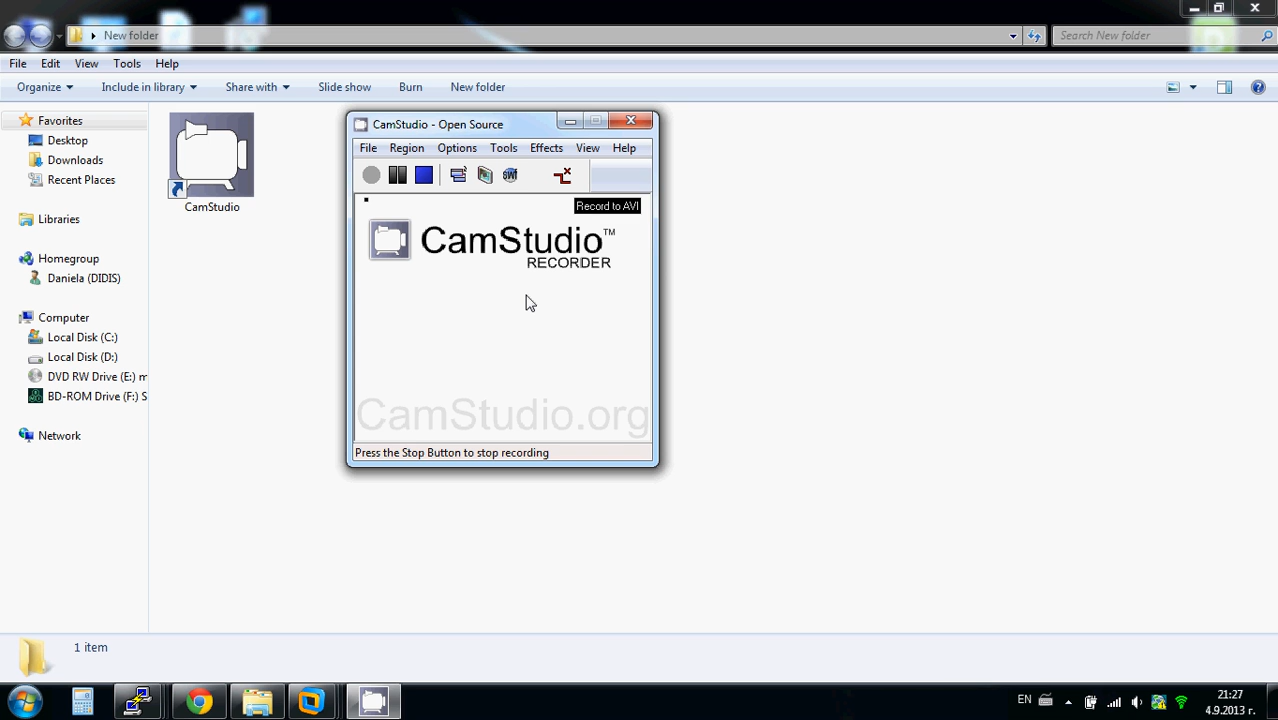 New folder
Search New folder
File Edit View Tools Help
Organize Include in library Share with Slide show Burn New folder
Favorites
Desktop
Downloads
Recent Places
Libraries
Homegroup
Daniela (DIDIS)
Computer
Local Disk (C:)
Local Disk (D:)
DVD RW Drive (E:) m
BD-ROM Drive (F:) S
Network
CamStudio
CamStudio - Open Source
File Region Options Tools Effects View Help
SWF
Record to AVI
CamStudio™
RECORDER
CamStudio.org
Press the Stop Button to stop recording
1 item
EN
21:27
4.9.2013 г.